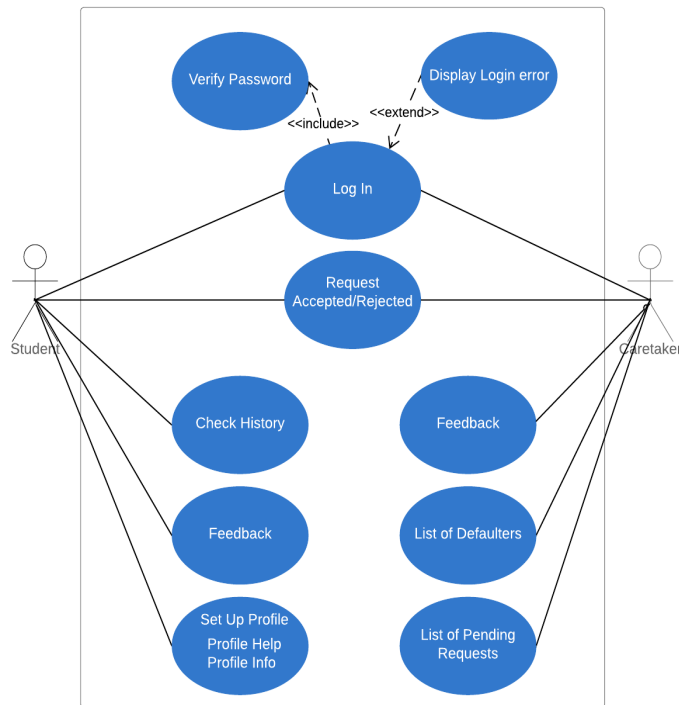 Verify Password
Display Login error
<<include>>
<<extend>>
Log In
Request
Accepted/Rejected
Student
Caretaker
Check History
Feedback
Feedback
List of Defaulters
Set Up Profile
Profile Help
Profile Info
List of Pending
Requests